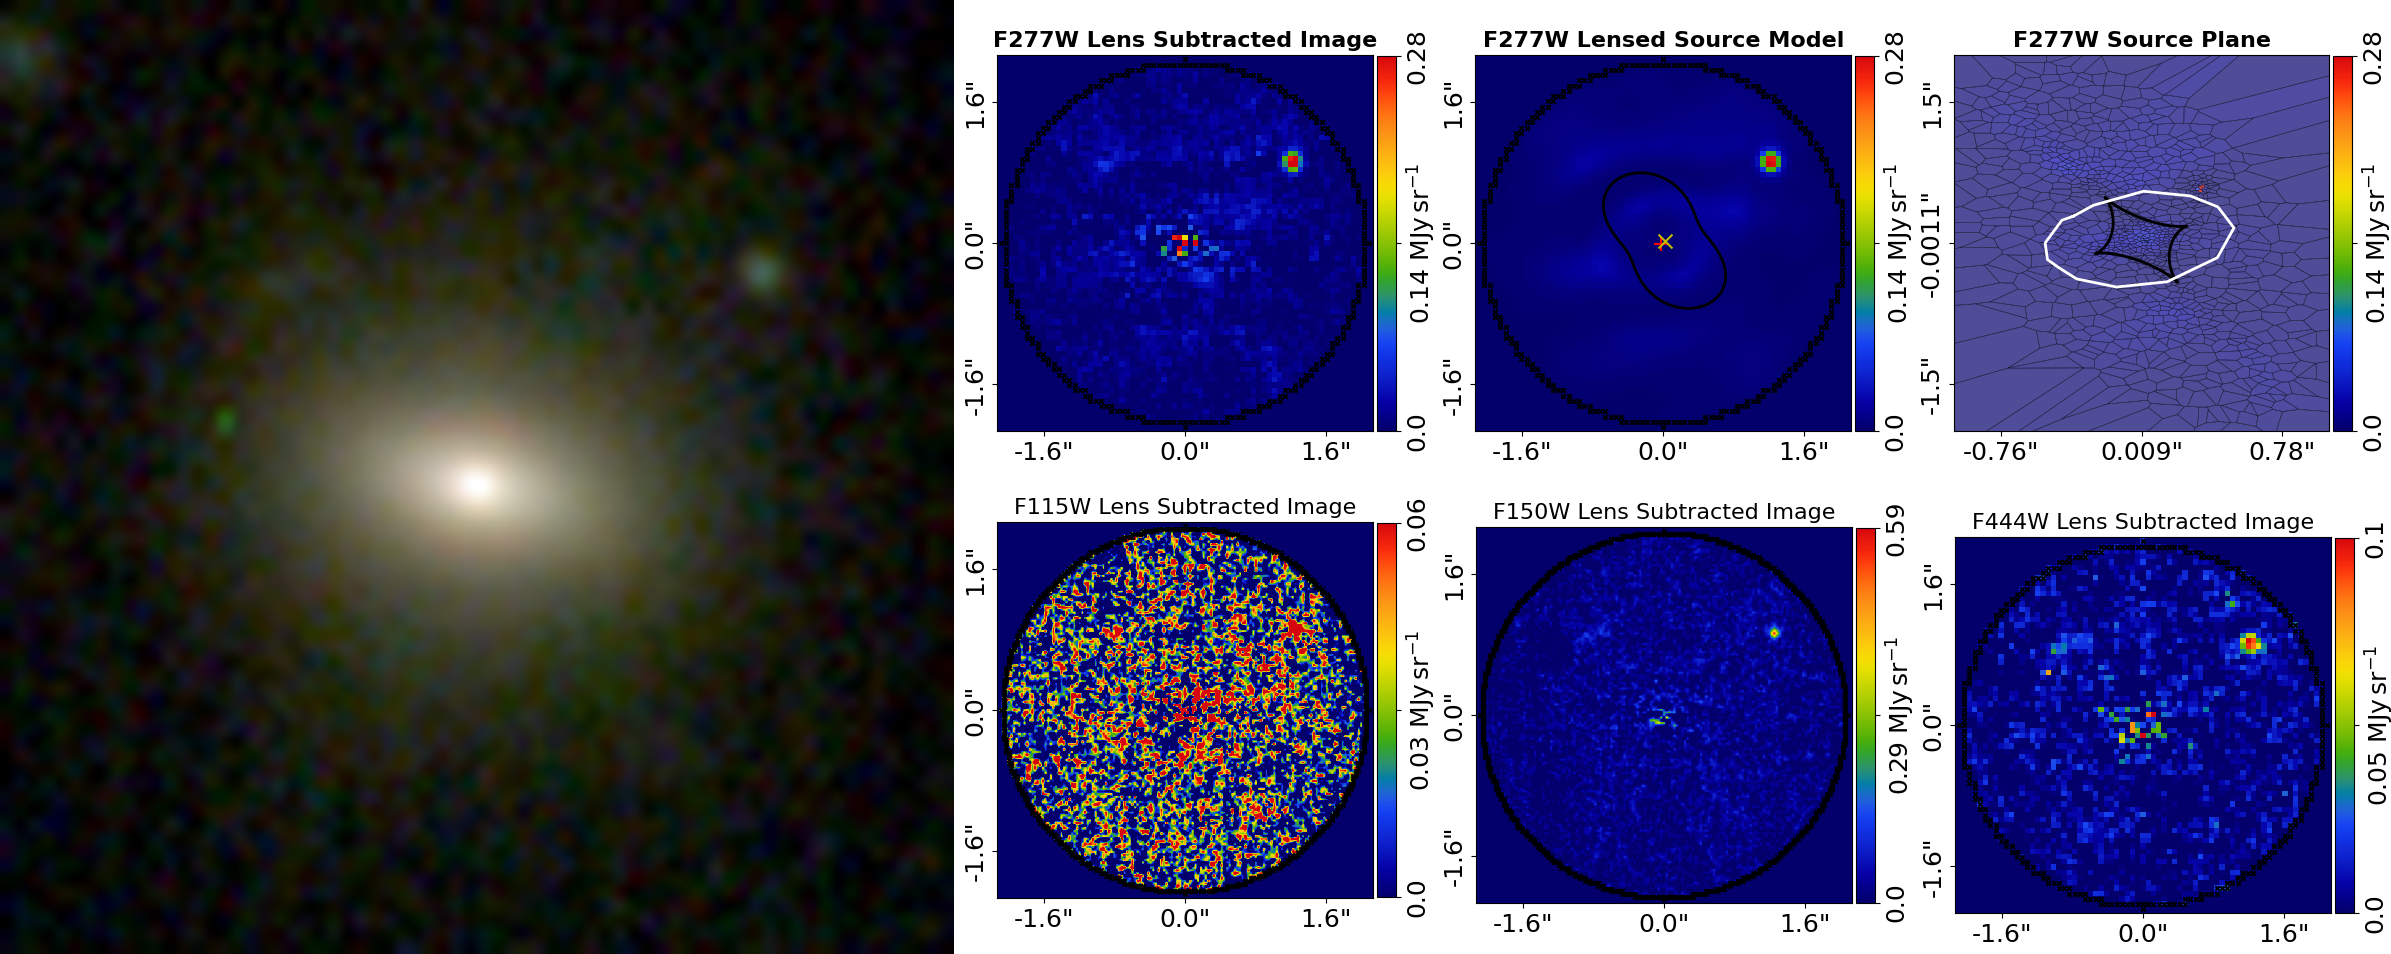 F277W Lens Subtracted Image
1.6"
0.0"
-1.6"
-1.6" 0.0" 1.6"
0.28
0.14 MJy sr⁻¹
0.0
F277W Lensed Source Model
1.6"
0.0"
-1.6"
-1.6" 0.0" 1.6"
0.28
0.14 MJy sr⁻¹
0.0
F277W Source Plane
1.5"
-0.0011"
-1.5"
-0.76" 0.009" 0.78"
0.28
0.14 MJy sr⁻¹
0.0
F115W Lens Subtracted Image
1.6"
0.0"
-1.6"
-1.6" 0.0" 1.6"
0.06
0.03 MJy sr⁻¹
0.0
F150W Lens Subtracted Image
1.6"
0.0"
-1.6"
-1.6" 0.0" 1.6"
0.59
0.29 MJy sr⁻¹
0.0
F444W Lens Subtracted Image
1.6"
0.0"
-1.6"
-1.6" 0.0" 1.6"
0.1
0.05 MJy sr⁻¹
0.0